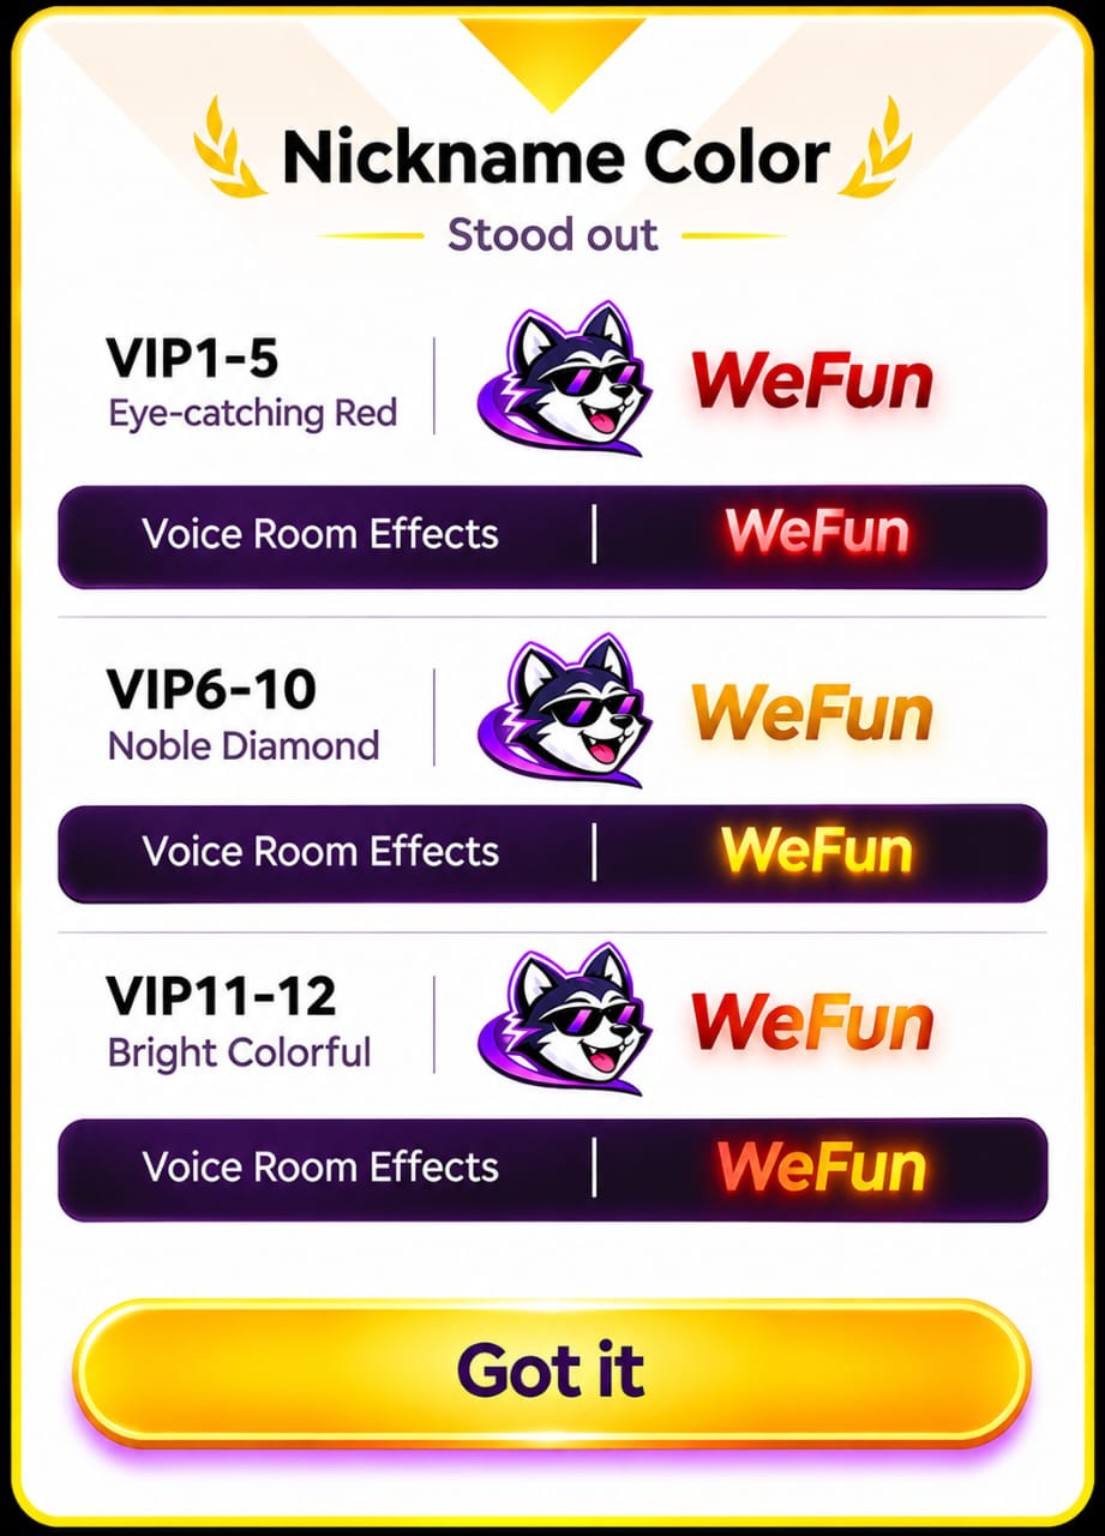 Nickname Color
Stood out
VIP1-5
Eye-catching Red
WeFun
Voice Room Effects
WeFun
VIP6-10
Noble Diamond
WeFun
Voice Room Effects
WeFun
VIP11-12
Bright Colorful
WeFun
Voice Room Effects
WeFun
Got it